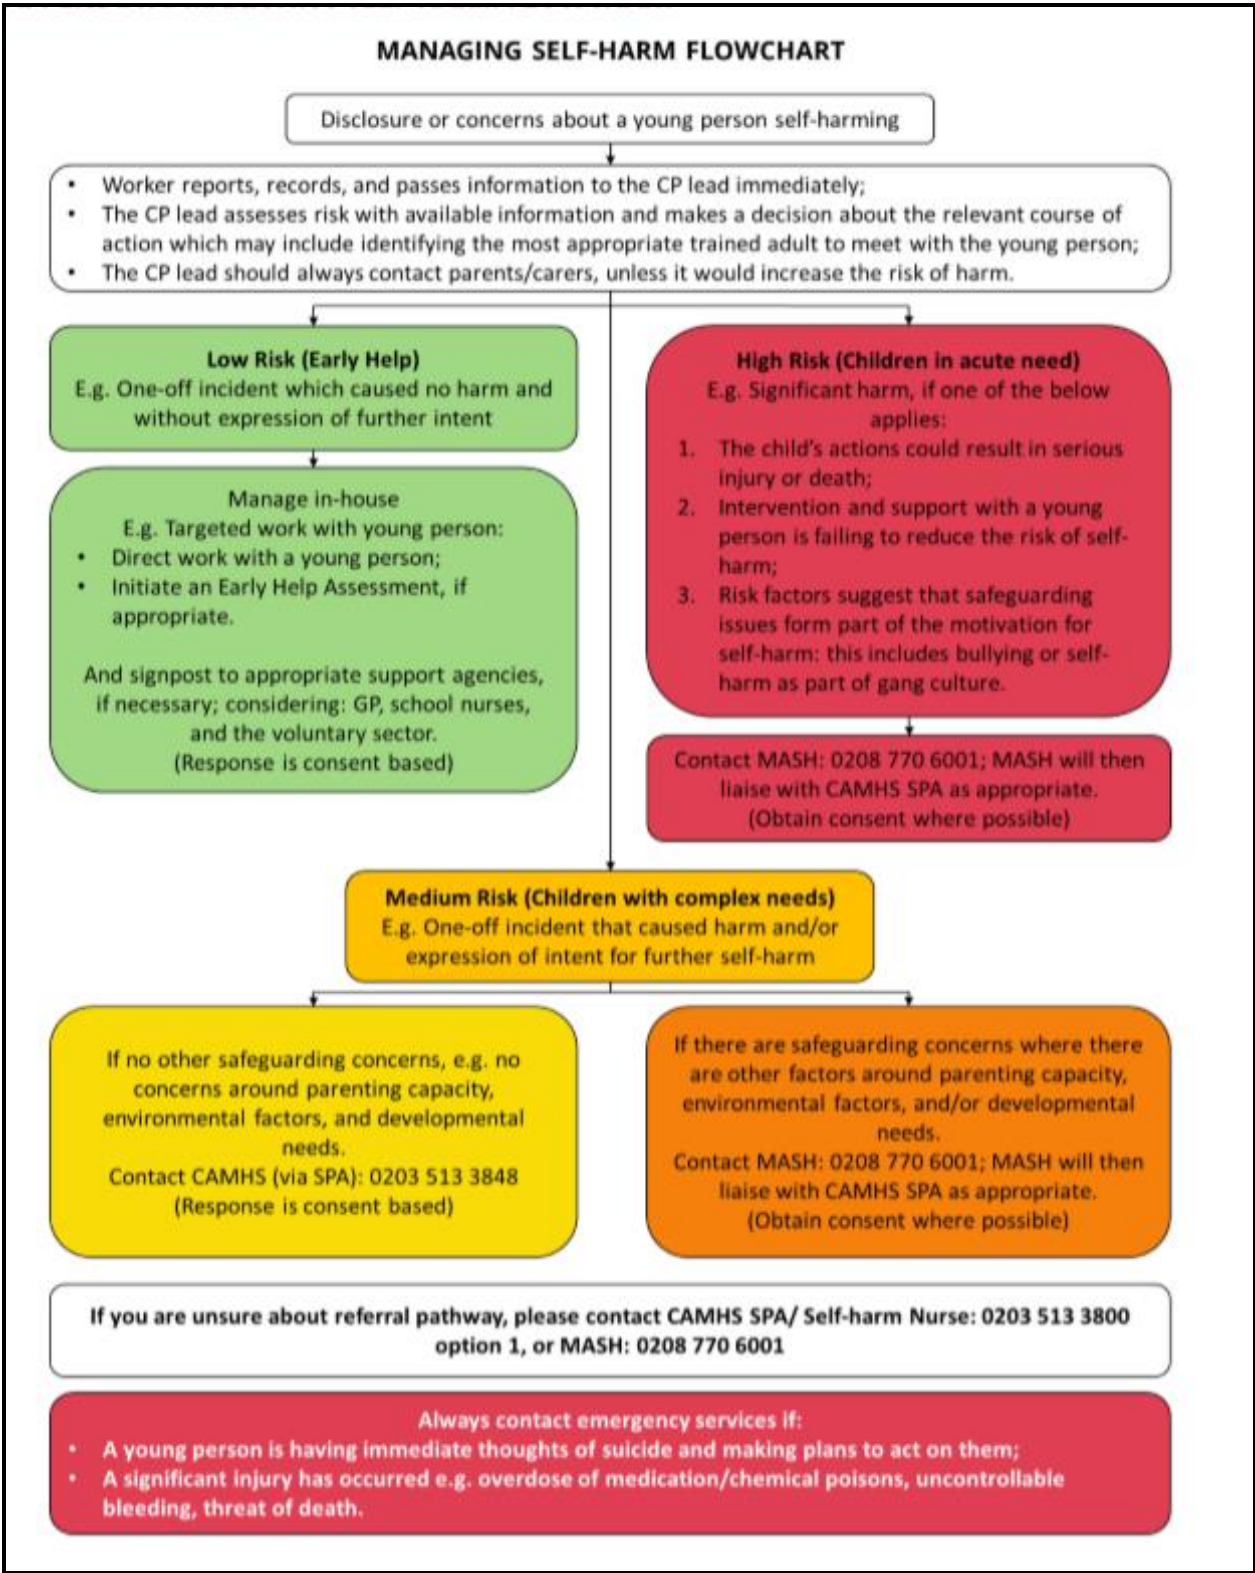 MANAGING SELF-HARM FLOWCHART
Disclosure or concerns about a young person self-harming
• Worker reports, records, and passes information to the CP lead immediately;
• The CP lead assesses risk with available information and makes a decision about the relevant course of
action which may include identifying the most appropriate trained adult to meet with the young person;
• The CP lead should always contact parents/carers, unless it would increase the risk of harm.
Low Risk (Early Help)
E.g. One-off incident which caused no harm and
without expression of further intent
Manage in-house
E.g. Targeted work with young person:
• Direct work with a young person;
• Initiate an Early Help Assessment, if
appropriate.
And signpost to appropriate support agencies,
if necessary; considering: GP, school nurses,
and the voluntary sector.
(Response is consent based)
High Risk (Children in acute need)
E.g. Significant harm, if one of the below
applies:
1. The child's actions could result in serious
injury or death;
2. Intervention and support with a young
person is failing to reduce the risk of self-
harm;
3. Risk factors suggest that safeguarding
issues form part of the motivation for
self-harm: this includes bullying or self-
harm as part of gang culture.
Contact MASH: 0208 770 6001; MASH will then
liaise with CAMHS SPA as appropriate.
(Obtain consent where possible)
Medium Risk (Children with complex needs)
E.g. One-off incident that caused harm and/or
expression of intent for further self-harm
If no other safeguarding concerns, e.g. no
concerns around parenting capacity,
environmental factors, and developmental
needs.
Contact CAMHS (via SPA): 0203 513 3848
(Response is consent based)
If there are safeguarding concerns where there
are other factors around parenting capacity,
environmental factors, and/or developmental
needs.
Contact MASH: 0208 770 6001; MASH will then
liaise with CAMHS SPA as appropriate.
(Obtain consent where possible)
If you are unsure about referral pathway, please contact CAMHS SPA/ Self-harm Nurse: 0203 513 3800
option 1, or MASH: 0208 770 6001
Always contact emergency services if:
• A young person is having immediate thoughts of suicide and making plans to act on them;
• A significant injury has occurred e.g. overdose of medication/chemical poisons, uncontrollable
bleeding, threat of death.